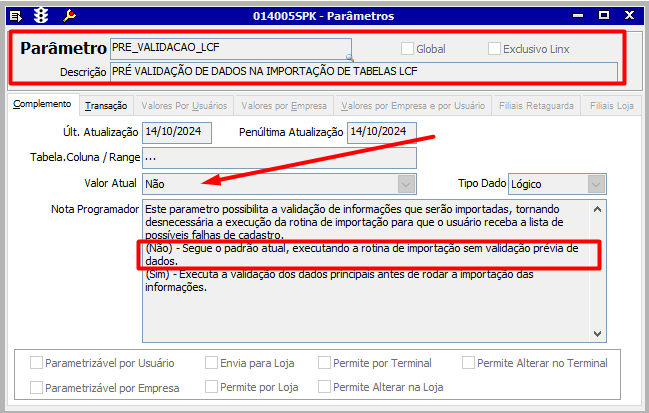 014005SPK - Parâmetros
Parâmetro PRE_VALIDACAO_LCF Global Exclusivo Linx
Descrição PRÉ VALIDAÇÃO DE DADOS NA IMPORTAÇÃO DE TABELAS LCF
Complemento Transação Valores Por Usuários Valores por Empresa Valores por Empresa e por Usuário Filiais Retaguarda Filiais Loja
Últ. Atualização 14/10/2024 Penúltima Atualização 14/10/2024
Tabela.Coluna / Range ...
Valor Atual Não Tipo Dado Lógico
Nota Programador Este parametro possibilita a validação de informações que serão importadas, tornando
desnecessária a execução da rotina de importação para que o usuário receba a lista de
possíveis falhas de cadastro.
(Não) - Segue o padrão atual, executando a rotina de importação sem validação prévia de
dados.
(Sim) - Executa a validação dos dados principais antes de rodar a importação das
informações.
Parametrizável por Usuário Envia para Loja Permite por Terminal Permite Alterar no Terminal
Parametrizável por Empresa Permite por Loja Permite Alterar na Loja